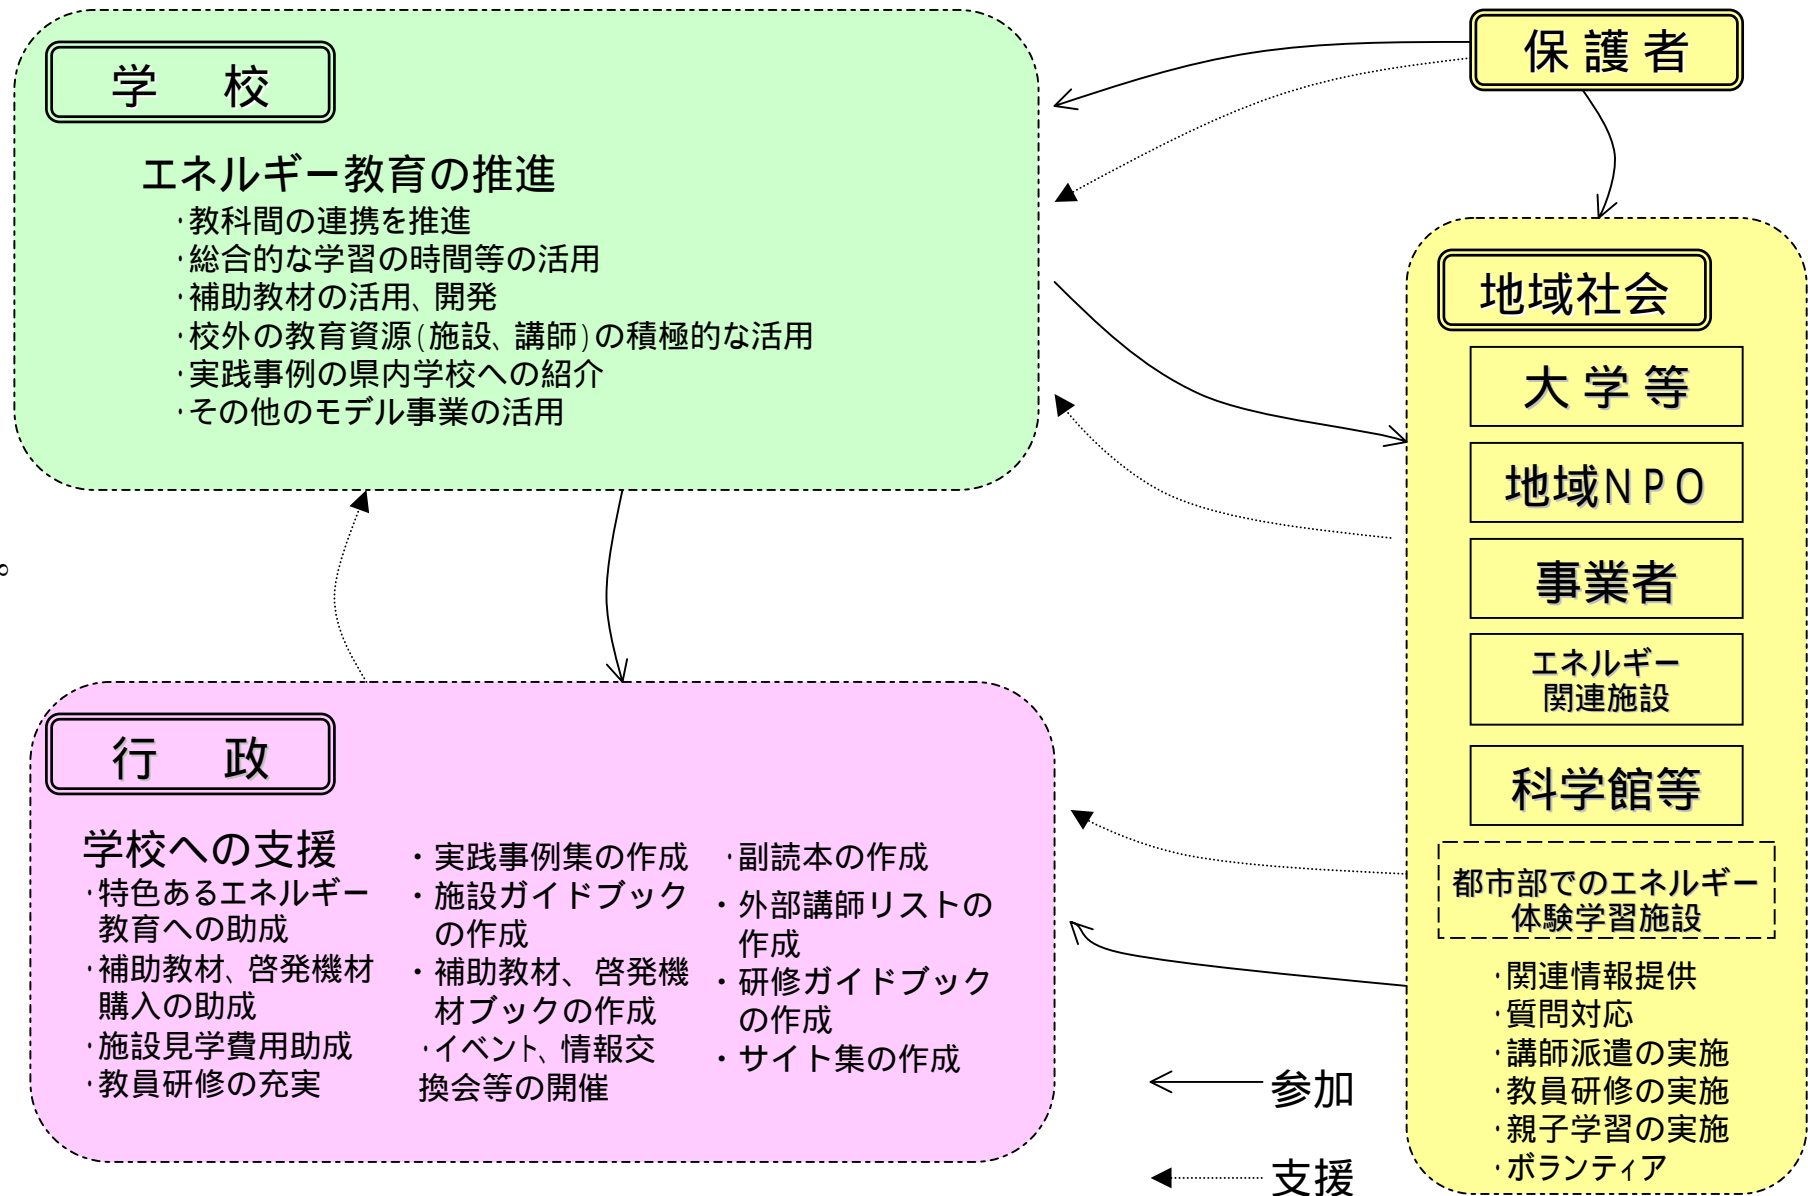 学　校
エネルギー教育の推進
･教科間の連携を推進
･総合的な学習の時間等の活用
･補助教材の活用、開発
･校外の教育資源(施設、講師)の積極的な活用
･実践事例の県内学校への紹介
･その他のモデル事業の活用
。
行　政
学校への支援
･特色あるエネルギー
教育への助成
･補助教材、啓発機材
購入の助成
･施設見学費用助成
･教員研修の充実
・実践事例集の作成
・施設ガイドブック
の作成
・補助教材、啓発機
材ブックの作成
･イベント、情報交
換会等の開催
･副読本の作成
・外部講師リストの
作成
・研修ガイドブック
の作成
・サイト集の作成
保護者
地域社会
大学等
地域NPO
事業者
エネルギー
関連施設
科学館等
都市部でのエネルギー
体験学習施設
･関連情報提供
･質問対応
･講師派遣の実施
･教員研修の実施
･親子学習の実施
･ボランティア
参加
支援